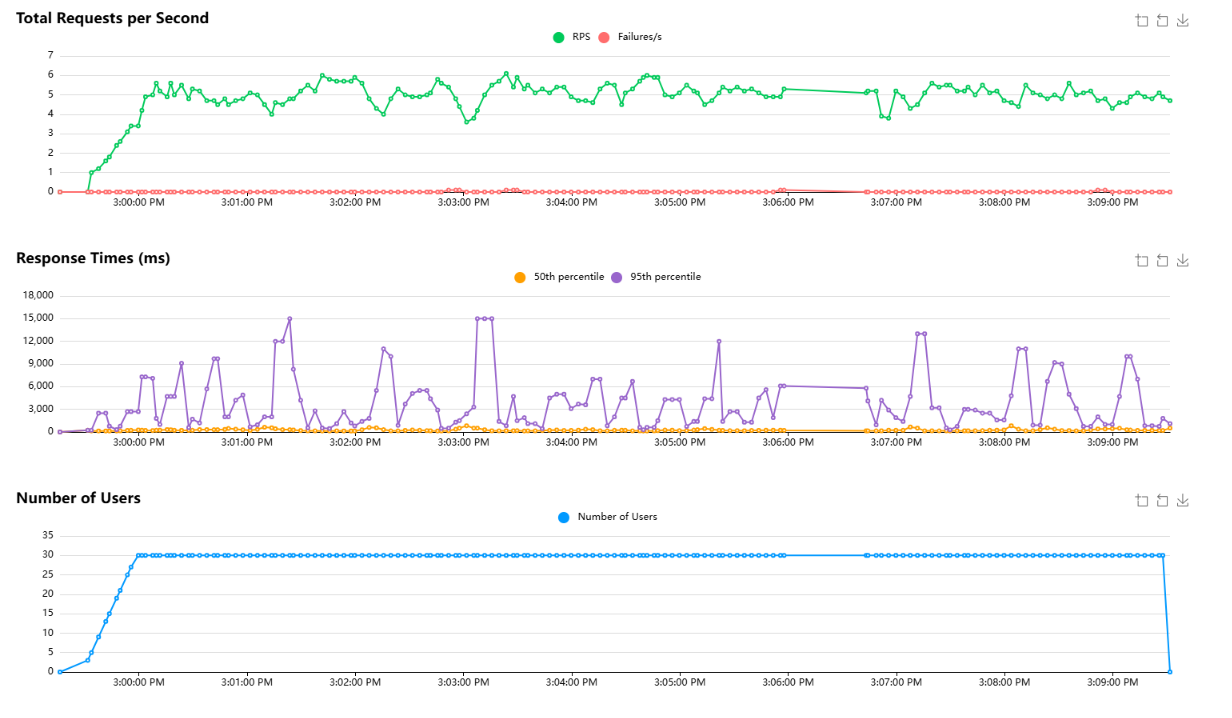 Total Requests per Second
RPS Failures/s
7
6
5
4
3
2
1
0
3:00:00 PM 3:01:00 PM 3:02:00 PM 3:03:00 PM 3:04:00 PM 3:05:00 PM 3:06:00 PM 3:07:00 PM 3:08:00 PM 3:09:00 PM
Response Times (ms)
50th percentile 95th percentile
18,000
15,000
12,000
9,000
6,000
3,000
0
3:00:00 PM 3:01:00 PM 3:02:00 PM 3:03:00 PM 3:04:00 PM 3:05:00 PM 3:06:00 PM 3:07:00 PM 3:08:00 PM 3:09:00 PM
Number of Users
Number of Users
35
30
25
20
15
10
5
0
3:00:00 PM 3:01:00 PM 3:02:00 PM 3:03:00 PM 3:04:00 PM 3:05:00 PM 3:06:00 PM 3:07:00 PM 3:08:00 PM 3:09:00 PM